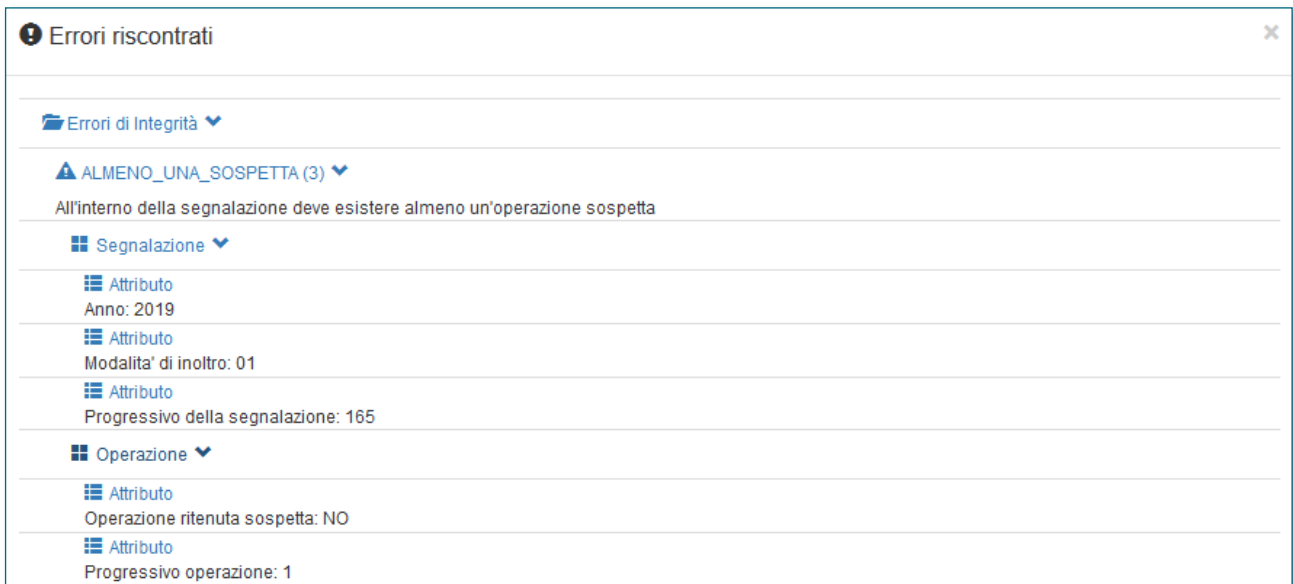 Errori riscontrati
Errori di Integrità
ALMENO_UNA_SOSPETTA (3)
All'interno della segnalazione deve esistere almeno un'operazione sospetta
Segnalazione
Attributo
Anno: 2019
Attributo
Modalita' di inoltro: 01
Attributo
Progressivo della segnalazione: 165
Operazione
Attributo
Operazione ritenuta sospetta: NO
Attributo
Progressivo operazione: 1